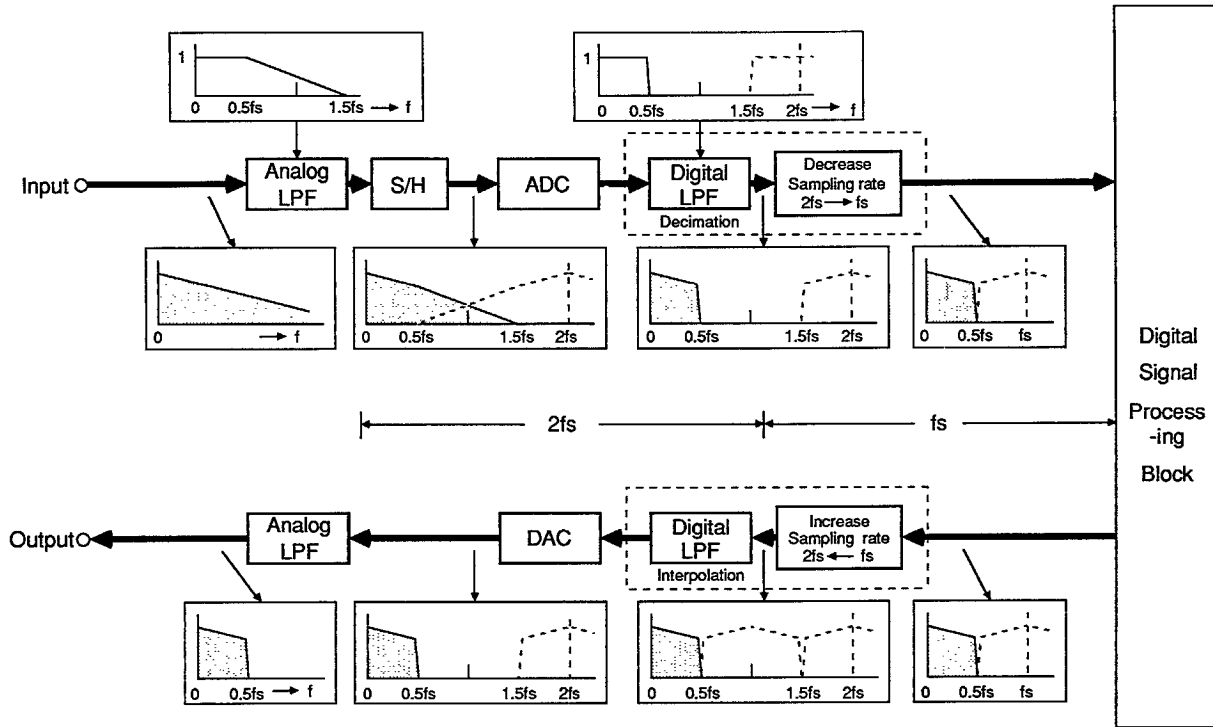 1
0 0.5fs 1.5fs f
1
0 0.5fs 1.5fs 2fs f
Input
Analog
LPF
S/H
ADC
Digital
LPF
Decrease
Sampling rate
2fs fs
Decimation
0 f
0 0.5fs 1.5fs 2fs
0 0.5fs 1.5fs 2fs
0 0.5fs fs
2fs
fs
Digital
Signal
Process
-ing
Block
Output
Analog
LPF
DAC
Digital
LPF
Increase
Sampling rate
2fs fs
Interpolation
0 0.5fs f
0 0.5fs 1.5fs 2fs
0 0.5fs 1.5fs 2fs
0 0.5fs fs